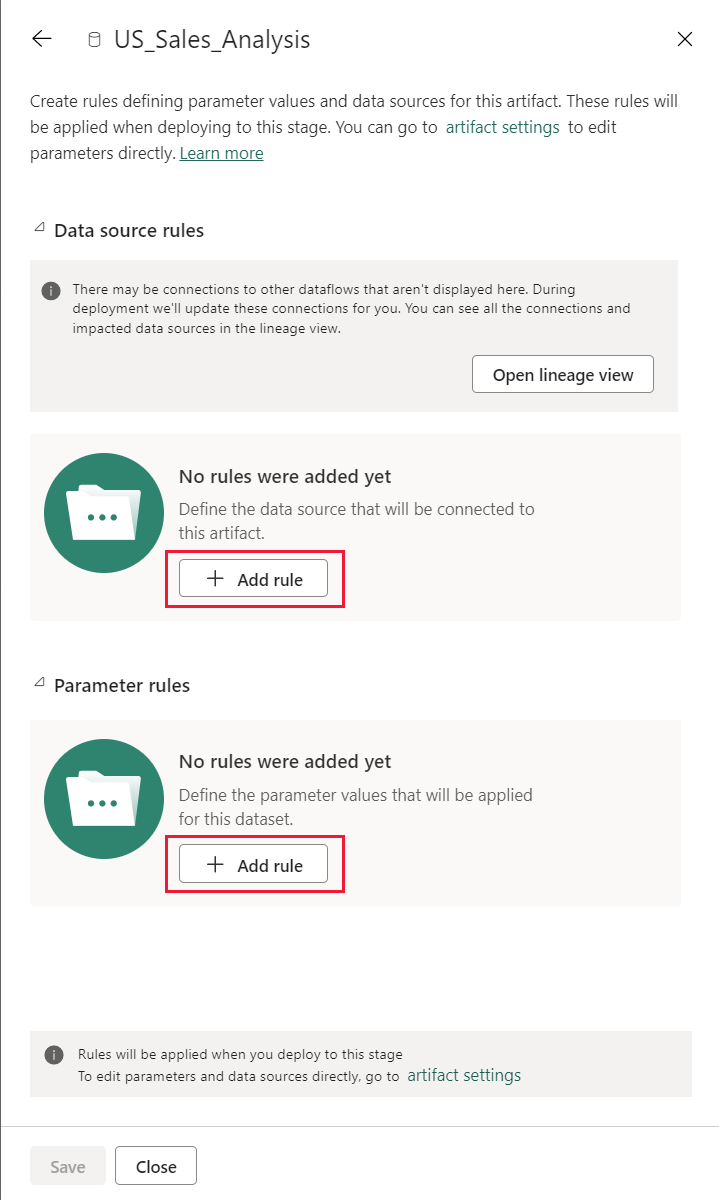 US_Sales_Analysis
Create rules defining parameter values and data sources for this artifact. These rules will
be applied when deploying to this stage. You can go to artifact settings to edit
parameters directly. Learn more
Data source rules
There may be connections to other dataflows that aren't displayed here. During
deployment we'll update these connections for you. You can see all the connections and
impacted data sources in the lineage view.
Open lineage view
No rules were added yet
Define the data source that will be connected to
this artifact.
+ Add rule
Parameter rules
No rules were added yet
Define the parameter values that will be applied
for this dataset.
+ Add rule
Rules will be applied when you deploy to this stage
To edit parameters and data sources directly, go to artifact settings
Save Close